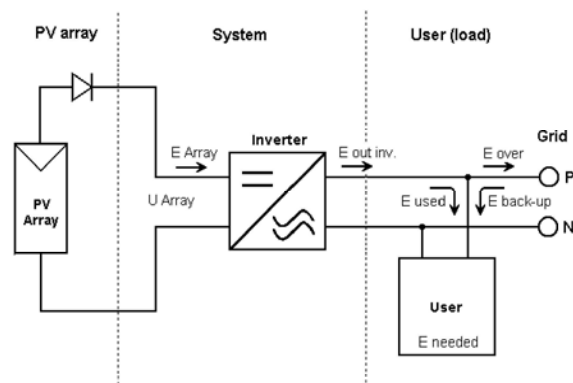 PV array
System
User (load)
Inverter
Grid
E Array
E out inv.
E over
P
PV
Array
U Array
E used
E back-up
N
User
E needed